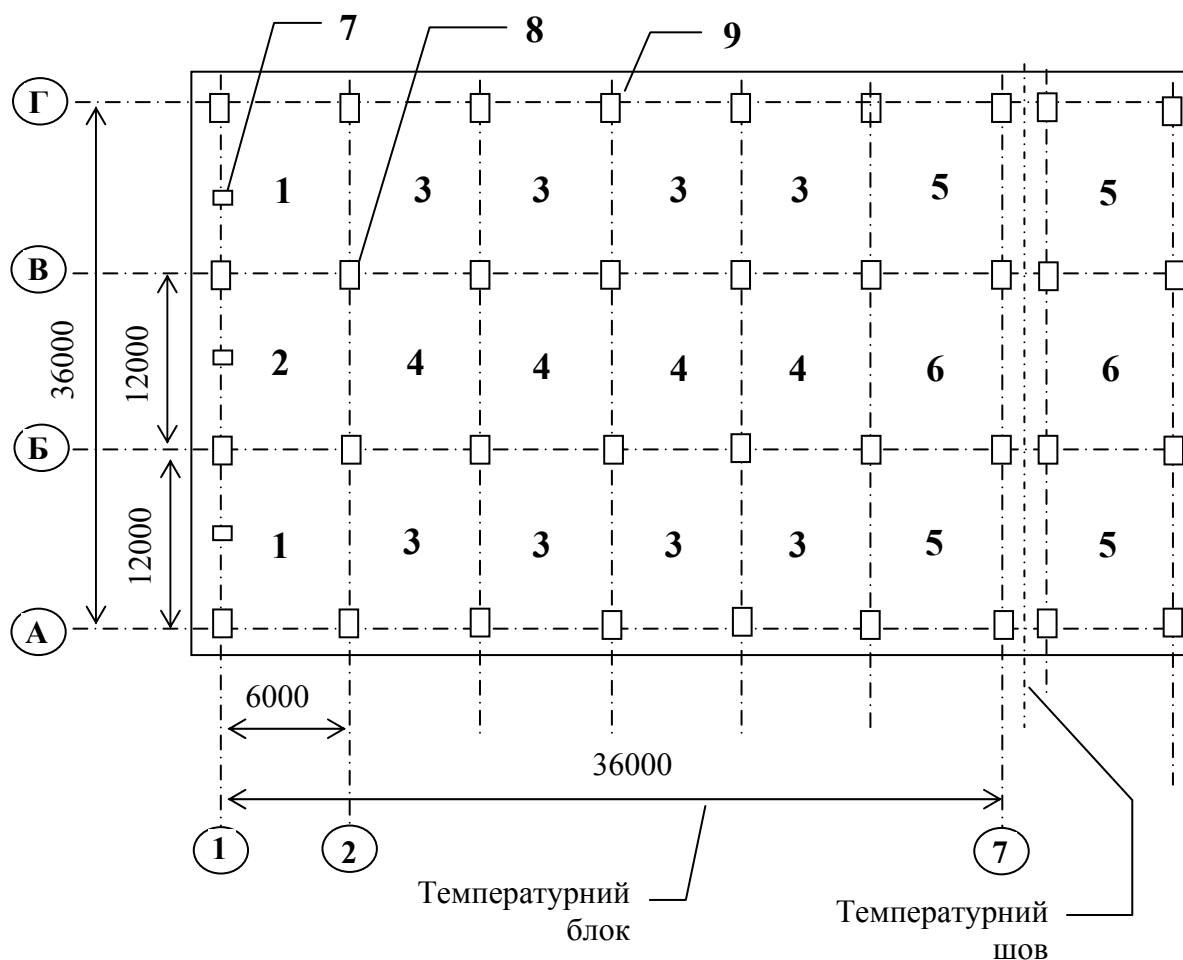 7 8 9
Г
1 3 3 3 3 5 5
В
36000
12000
2 4 4 4 4 6 6
Б
12000
1 3 3 3 3 5 5
А
6000
36000
1 2 7
Температурний
блок
Температурний
шов